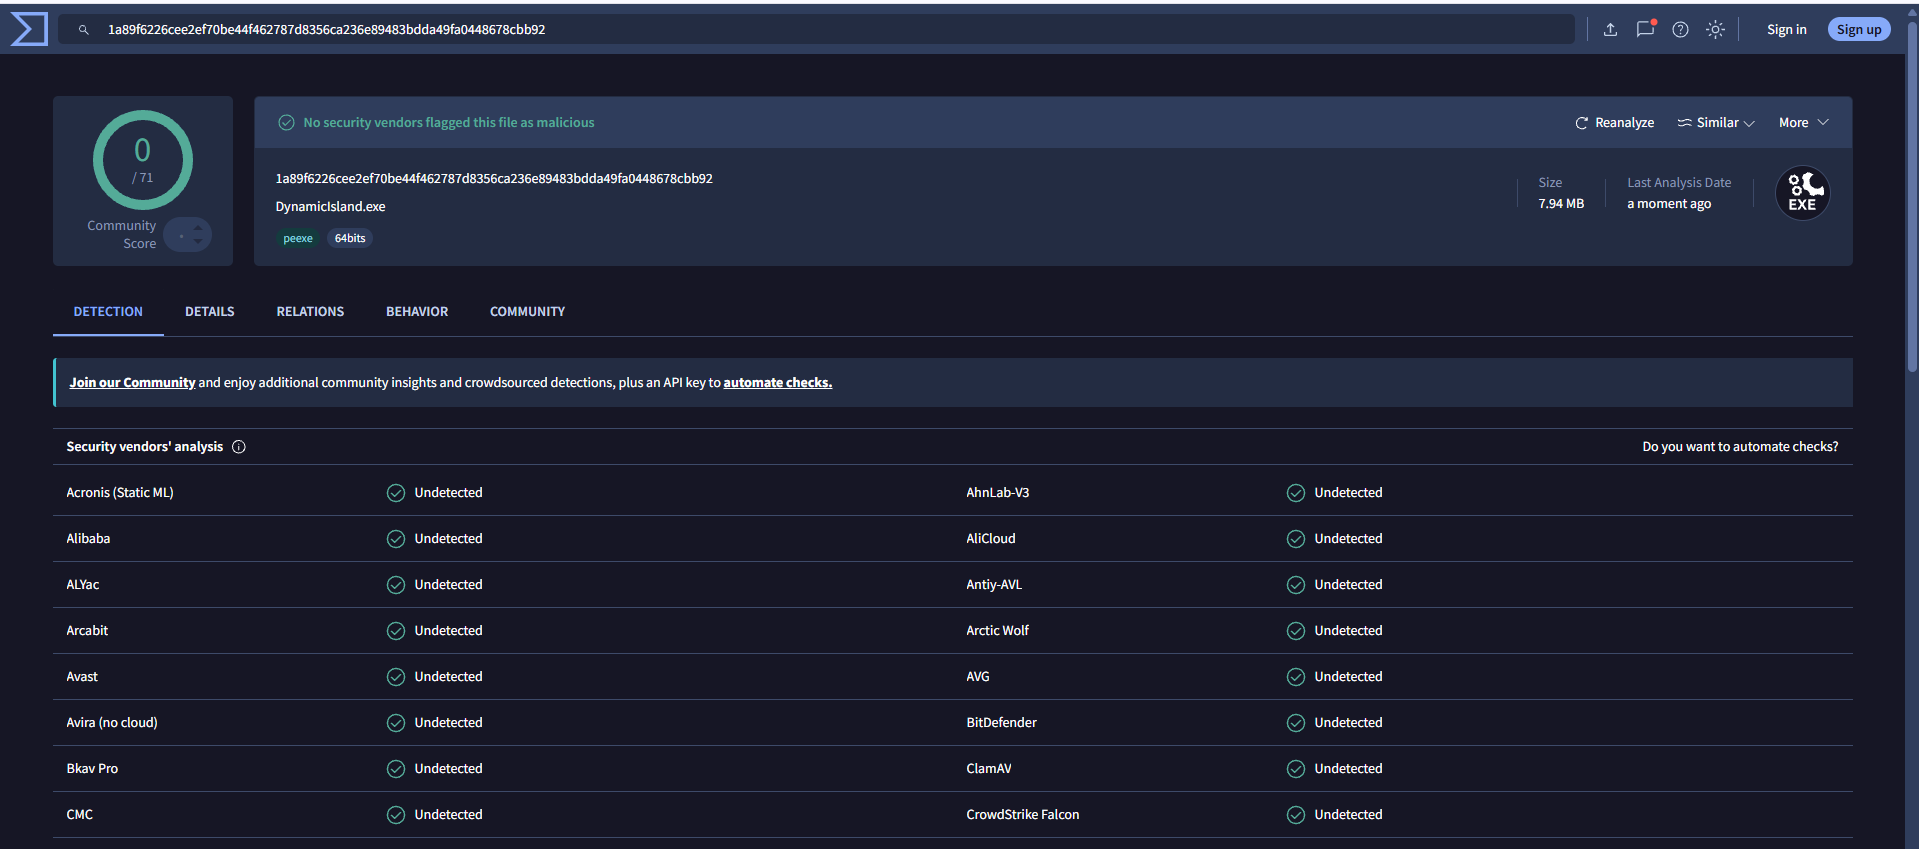 1a89f6226cee2ef70be44f462787d8356ca236e89483bdda49fa0448678cbb92
Sign in
Sign up
0
/ 71
Community
Score
No security vendors flagged this file as malicious
Reanalyze
Similar
More
1a89f6226cee2ef70be44f462787d8356ca236e89483bdda49fa0448678cbb92
DynamicIsland.exe
peexe
64bits
Size
7.94 MB
Last Analysis Date
a moment ago
EXE
DETECTION
DETAILS
RELATIONS
BEHAVIOR
COMMUNITY
Join our Community and enjoy additional community insights and crowdsourced detections, plus an API key to automate checks.
Security vendors' analysis
Do you want to automate checks?
Acronis (Static ML) Undetected AhnLab-V3 Undetected
Alibaba Undetected AliCloud Undetected
ALYac Undetected Antiy-AVL Undetected
Arcabit Undetected Arctic Wolf Undetected
Avast Undetected AVG Undetected
Avira (no cloud) Undetected BitDefender Undetected
Bkav Pro Undetected ClamAV Undetected
CMC Undetected CrowdStrike Falcon Undetected